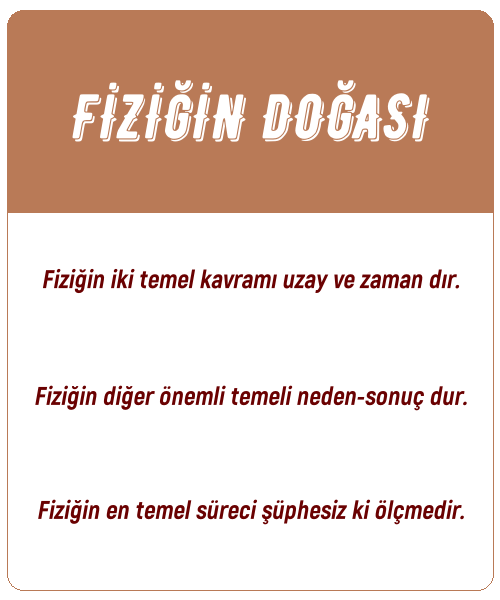 FİZİĞİN DOĞASI
Fiziğin iki temel kavramı uzay ve zaman dır.
Fiziğin diğer önemli temeli neden-sonuç dur.
Fiziğin en temel süreci şüphesiz ki ölçmedir.